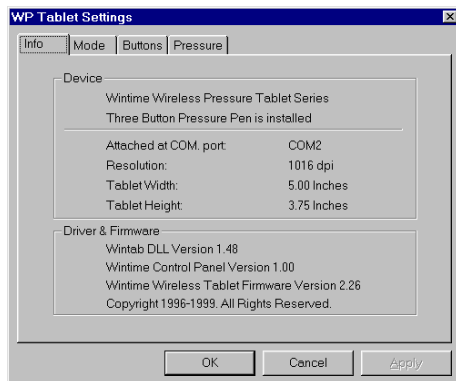 WP Tablet Settings
Info Mode Buttons Pressure
Device
Wintime Wireless Pressure Tablet Series
Three Button Pressure Pen is installed
Attached at COM. port: COM2
Resolution: 1016 dpi
Tablet Width: 5.00 Inches
Tablet Height: 3.75 Inches
Driver & Firmware
Wintab DLL Version 1.48
Wintime Control Panel Version 1.00
Wintime Wireless Tablet Firmware Version 2.26
Copyright 1996-1999. All Rights Reserved.
OK Cancel Apply